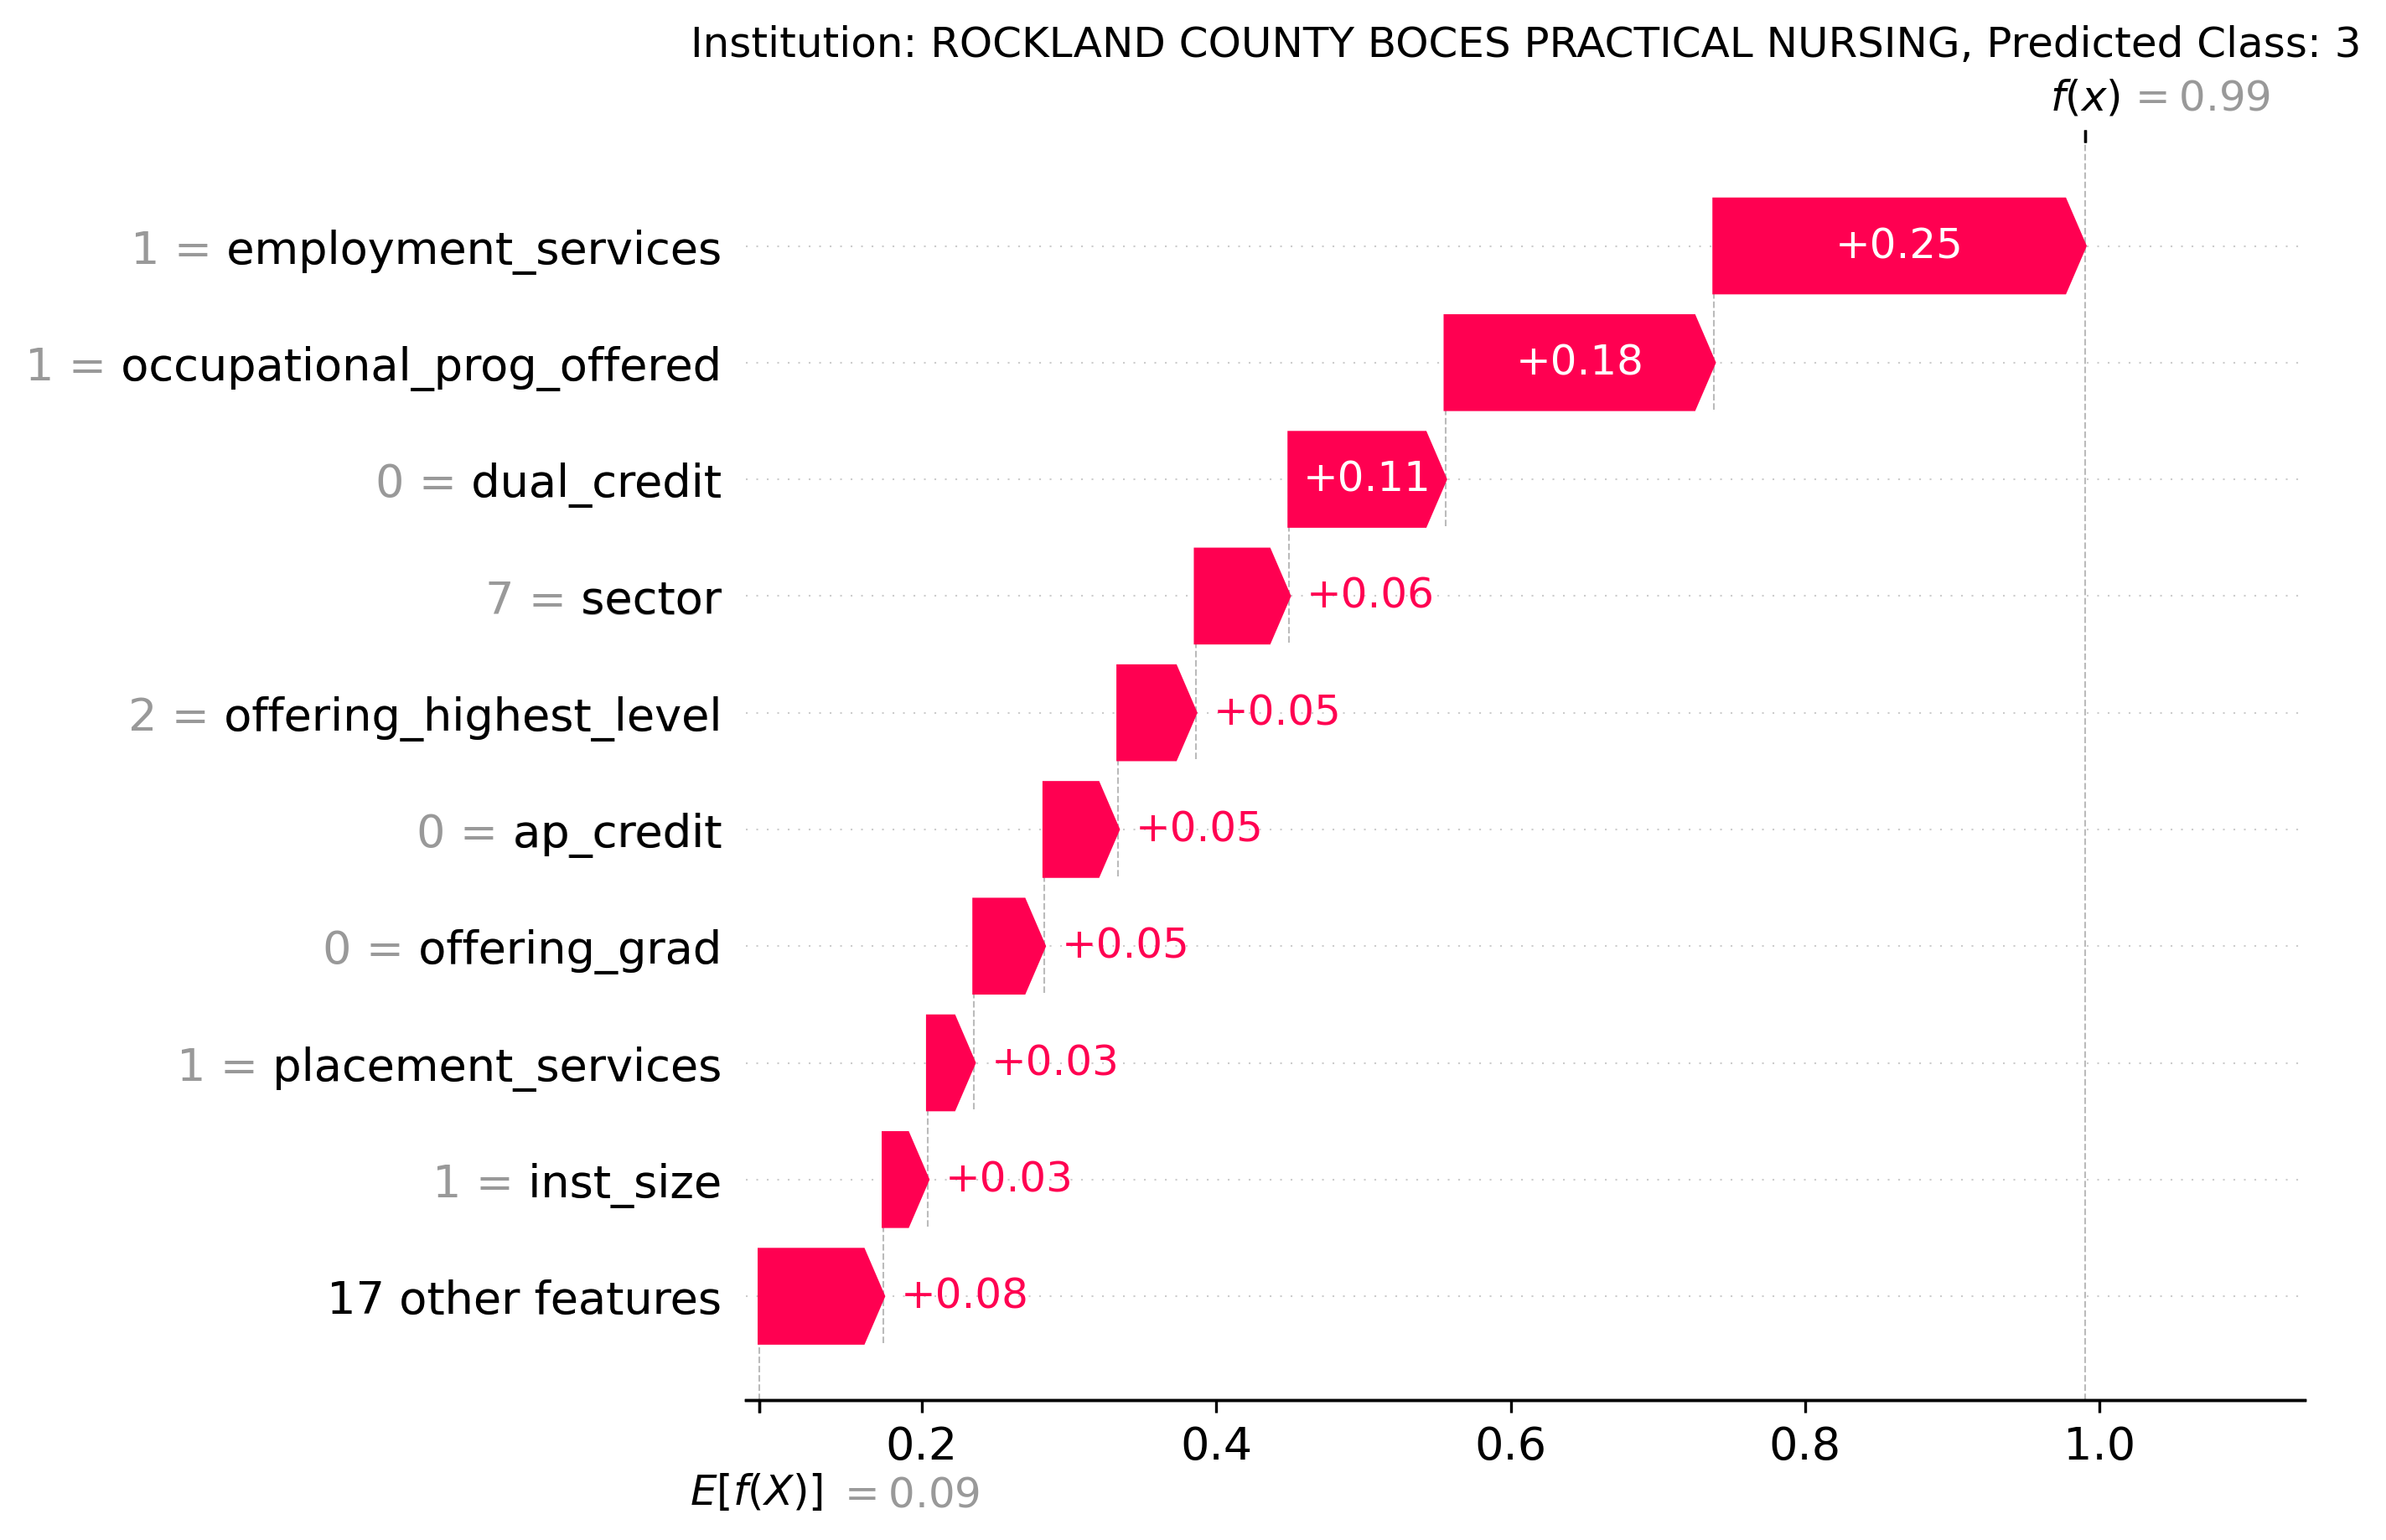 Institution: ROCKLAND COUNTY BOCES PRACTICAL NURSING, Predicted Class: 3
f(x) = 0.99
1 = employment_services +0.25
1 = occupational_prog_offered +0.18
0 = dual_credit +0.11
7 = sector +0.06
2 = offering_highest_level +0.05
0 = ap_credit +0.05
0 = offering_grad +0.05
1 = placement_services +0.03
1 = inst_size +0.03
17 other features +0.08
0.2 0.4 0.6 0.8 1.0
E[f(X)] = 0.09